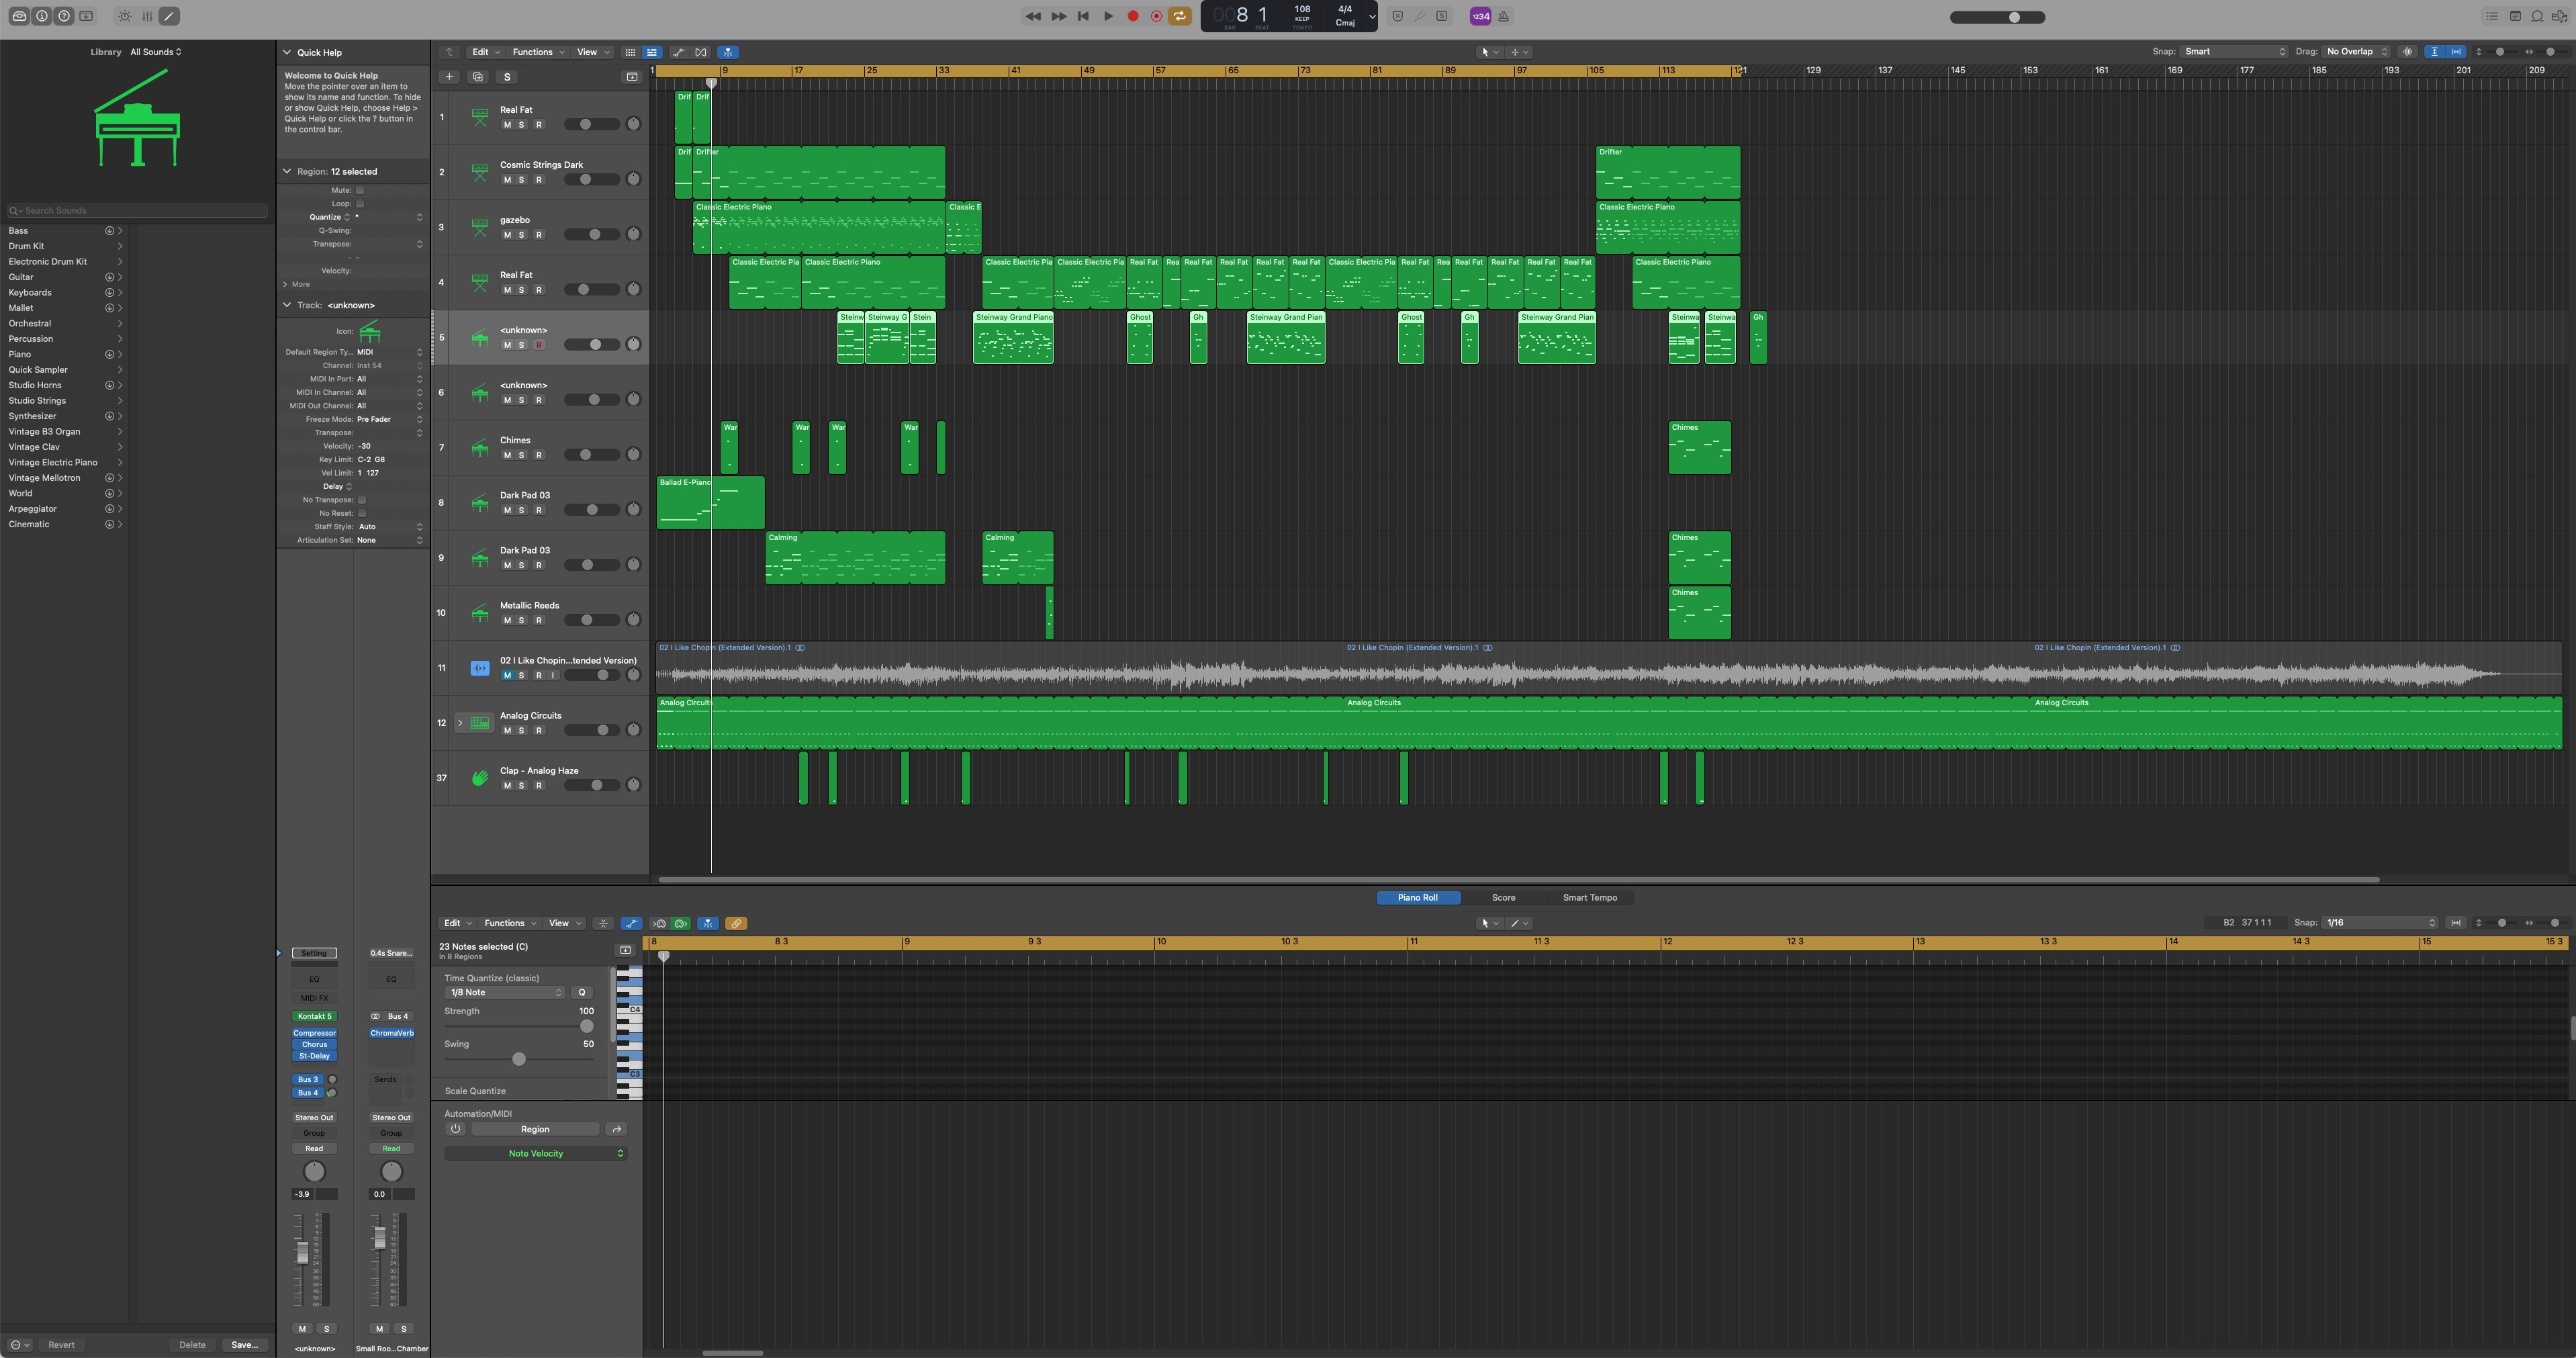 008 1
BAR BEAT
108
KEEP
TEMPO
4/4
Cmaj
1234
Library All Sounds
Search Sounds
Bass
Drum Kit
Electronic Drum Kit
Guitar
Keyboards
Mallet
Orchestral
Percussion
Piano
Quick Sampler
Studio Horns
Studio Strings
Synthesizer
Vintage B3 Organ
Vintage Clav
Vintage Electric Piano
Vintage Mellotron
World
Arpeggiator
Cinematic
Revert Delete Save...
Quick Help
Welcome to Quick Help
Move the pointer over an item to
show its name and function. To hide
or show Quick Help, choose Help >
Quick Help or click the ? button in
the control bar.
Region: 12 selected
Mute:
Loop:
Quantize
Q-Swing:
Transpose:
Velocity:
More
Track: <unknown>
Icon:
Default Region Ty... MIDI
Channel: Inst 54
MIDI In Port: All
MIDI In Channel: All
MIDI Out Channel: All
Freeze Mode: Pre Fader
Transpose:
Velocity: -30
Key Limit: C-2 G8
Vel Limit: 1 127
Delay
No Transpose:
No Reset:
Staff Style: Auto
Articulation Set: None
Setting 0.4s Snare...
EQ EQ
MIDI FX
Kontakt 5 Bus 4
Compressor ChromaVerb
Chorus
St-Delay
Bus 3 Sends
Bus 4
Stereo Out Stereo Out
Group Group
Read Read
-3.9 0.0
M S M S
<unknown> Small Roo...Chamber
Edit Functions View
Snap: Smart Drag: No Overlap
S
1 9 17 25 33 41 49 57 65 73 81 89 97 105 113 121 129 137 145 153 161 169 177 185 193 201 209
1 Real Fat
M S R
Drif Drif
2 Cosmic Strings Dark
M S R
Drif Drifter Drifter
3 gazebo
M S R
Classic Electric Piano Classic E Classic Electric Piano
4 Real Fat
M S R
Classic Electric Pia Classic Electric Piano Classic Electric Pia Classic Electric Pia Real Fat Rea Real Fat Real Fat Real Fat Real Fat Classic Electric Pia Real Fat Rea Real Fat Real Fat Real Fat Real Fat Classic Electric Piano
5 <unknown>
M S R
Steinw Steinway G Stein Steinway Grand Piano Ghost Gh Steinway Grand Pian Ghost Gh Steinway Grand Pian Steinwa Steinwa Gh
6 <unknown>
M S R
7 Chimes
M S R
War War War War Chimes
8 Dark Pad 03
M S R
Ballad E-Piano
9 Dark Pad 03
M S R
Calming Calming Chimes
10 Metallic Reeds
M S R
Chimes
11 02 I Like Chopin...tended Version)
M S R I
02 I Like Chopin (Extended Version).1 02 I Like Chopin (Extended Version).1 02 I Like Chopin (Extended Version).1
12 Analog Circuits
M S R
Analog Circuits Analog Circuits Analog Circuits
37 Clap - Analog Haze
M S R
Piano Roll Score Smart Tempo
Edit Functions View
B2 37 1 1 1 Snap: 1/16
23 Notes selected (C)
in 8 Regions
8 8 3 9 9 3 10 10 3 11 11 3 12 12 3 13 13 3 14 14 3 15 15 3
Time Quantize (classic)
1/8 Note Q
Strength 100
Swing 50
Scale Quantize
C4
C3
Automation/MIDI
Region
Note Velocity